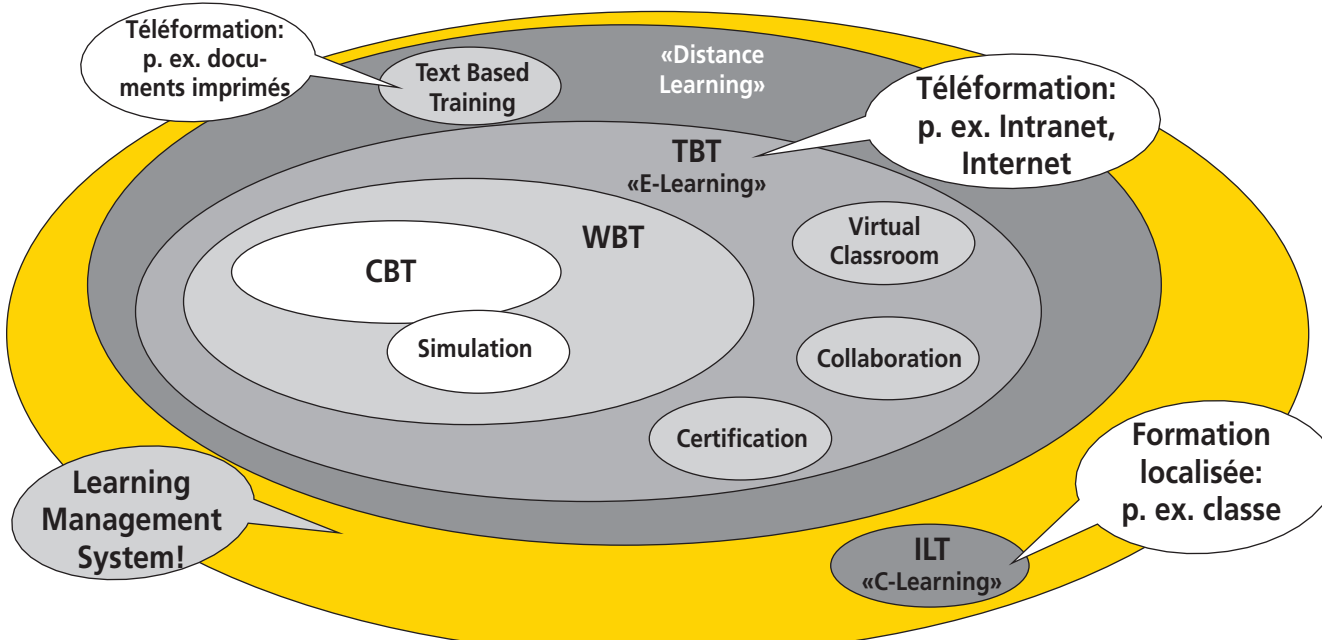 Téléformation:
p. ex. docu-
ments imprimés
Text Based
Training
«Distance
Learning»
Téléformation:
p. ex. Intranet,
Internet
TBT
«E-Learning»
WBT
CBT
Simulation
Virtual
Classroom
Collaboration
Certification
Learning
Management
System!
Formation
localisée:
p. ex. classe
ILT
«C-Learning»